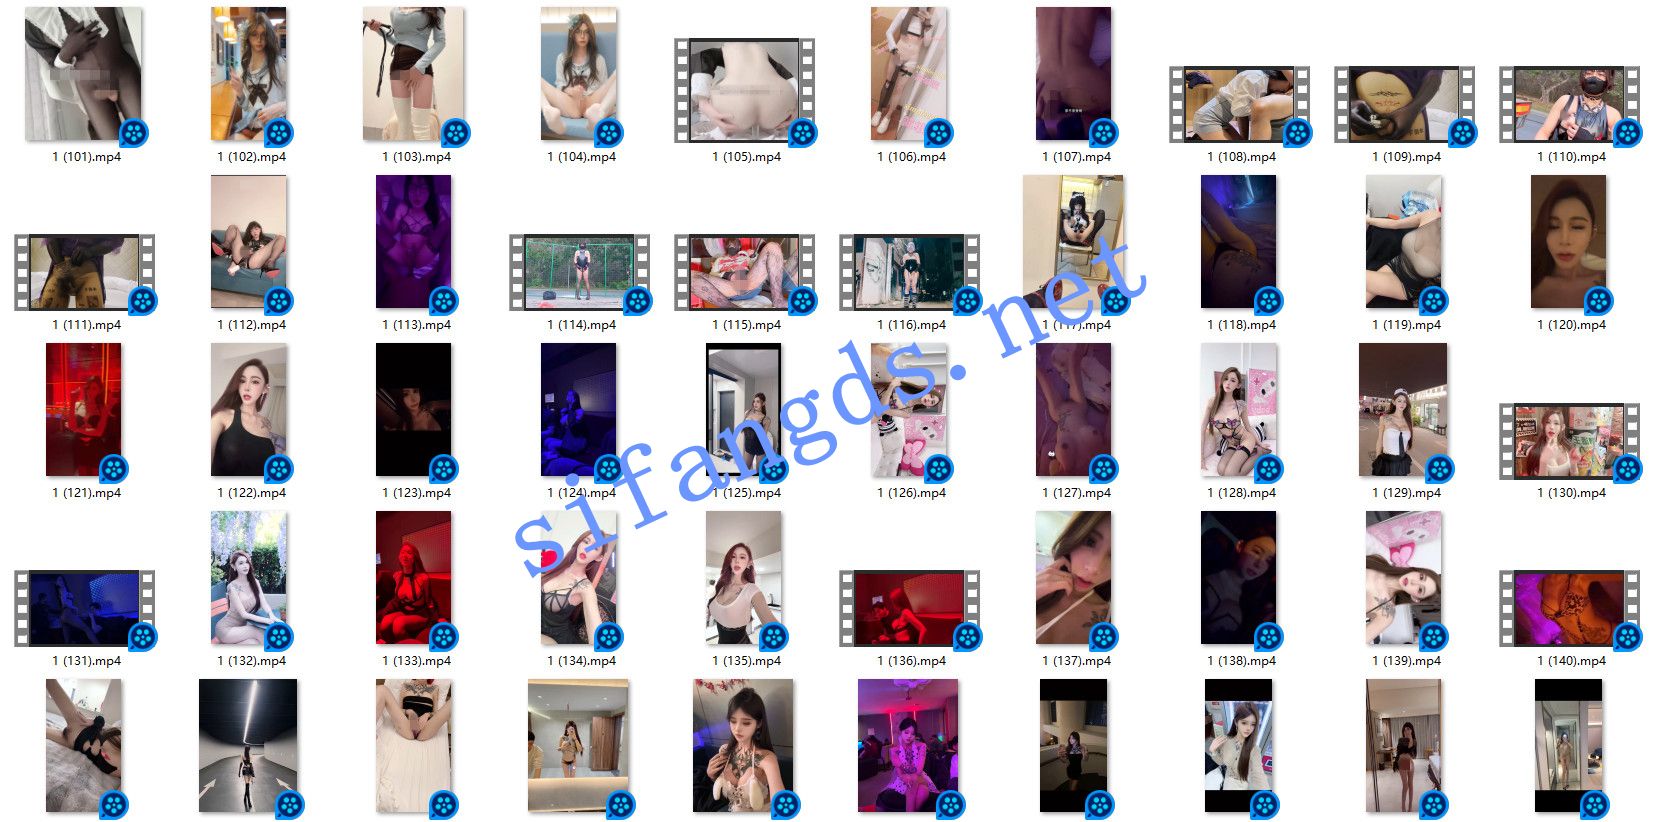 1 (101).mp4
1 (102).mp4
1 (103).mp4
1 (104).mp4
1 (105).mp4
1 (106).mp4
1 (107).mp4
1 (108).mp4
1 (109).mp4
1 (110).mp4
1 (111).mp4
1 (112).mp4
1 (113).mp4
1 (114).mp4
1 (115).mp4
1 (116).mp4
1 (117).mp4
1 (118).mp4
1 (119).mp4
1 (120).mp4
1 (121).mp4
1 (122).mp4
1 (123).mp4
1 (124).mp4
1 (125).mp4
1 (126).mp4
1 (127).mp4
1 (128).mp4
1 (129).mp4
1 (130).mp4
sifangds.net
1 (131).mp4
1 (132).mp4
1 (133).mp4
1 (134).mp4
1 (135).mp4
1 (136).mp4
1 (137).mp4
1 (138).mp4
1 (139).mp4
1 (140).mp4